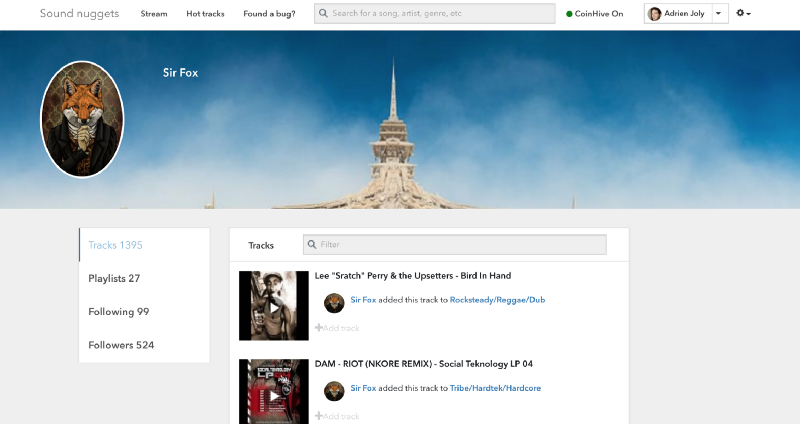 Sound nuggets
Stream
Hot tracks
Found a bug?
Search for a song, artist, genre, etc
CoinHive On
Adrien Joly
Sir Fox
Tracks 1395
Playlists 27
Following 99
Followers 524
Tracks
Filter
Lee "Sratch" Perry & the Upsetters - Bird In Hand
Sir Fox added this track to Rocksteady/Reggae/Dub
Add track
DAM - RIOT (NKORE REMIX) - Social Teknology LP 04
Sir Fox added this track to Tribe/Hardtek/Hardcore
Add track
SOCIAL TEKNOLOGY
LP